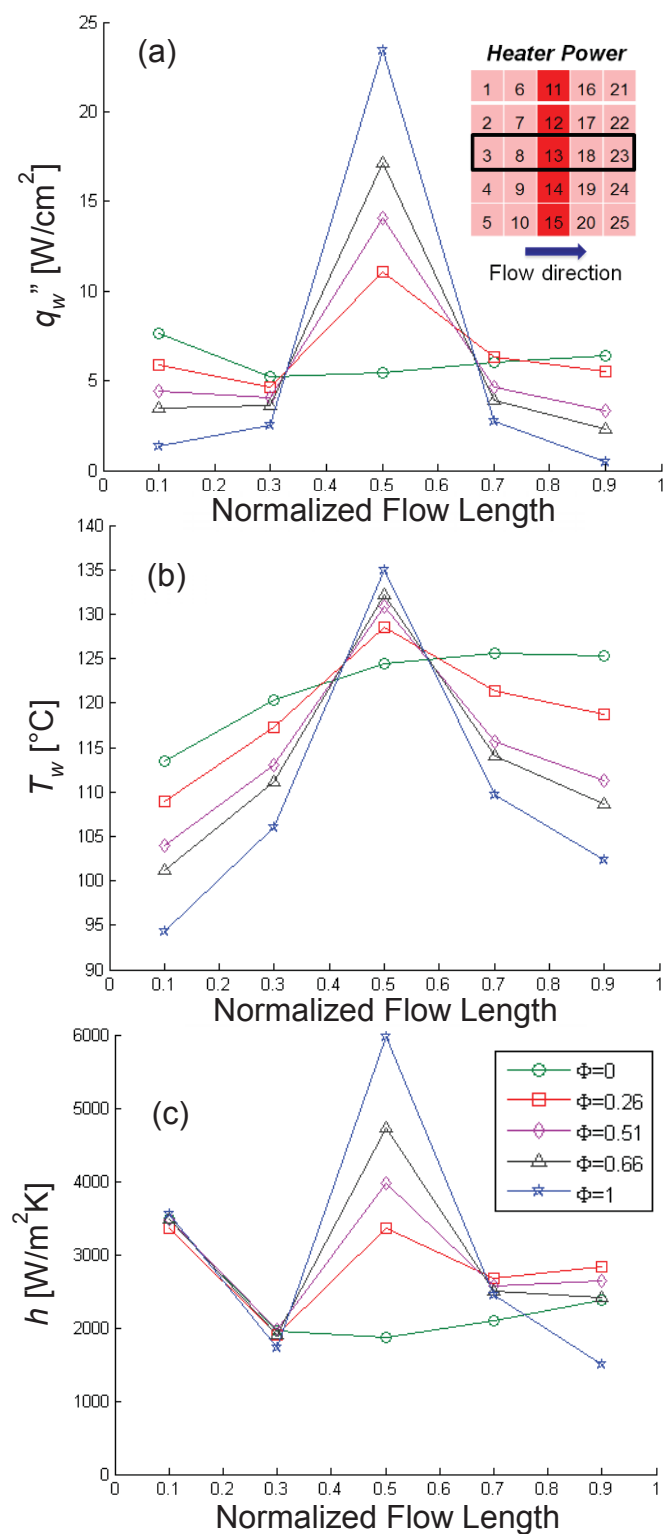 (a)
q_w” [W/cm²]
25
20
15
10
5
0
0 0.1 0.2 0.3 0.4 0.5 0.6 0.7 0.8 0.9 1
Normalized Flow Length
Heater Power
1 6 11 16 21
2 7 12 17 22
3 8 13 18 23
4 9 14 19 24
5 10 15 20 25
Flow direction
(b)
T_w [°C]
140
135
130
125
120
115
110
105
100
95
90
0 0.1 0.2 0.3 0.4 0.5 0.6 0.7 0.8 0.9 1
Normalized Flow Length
(c)
h [W/m²K]
6000
5000
4000
3000
2000
1000
0
0 0.1 0.2 0.3 0.4 0.5 0.6 0.7 0.8 0.9 1
Normalized Flow Length
Φ=0
Φ=0.26
Φ=0.51
Φ=0.66
Φ=1